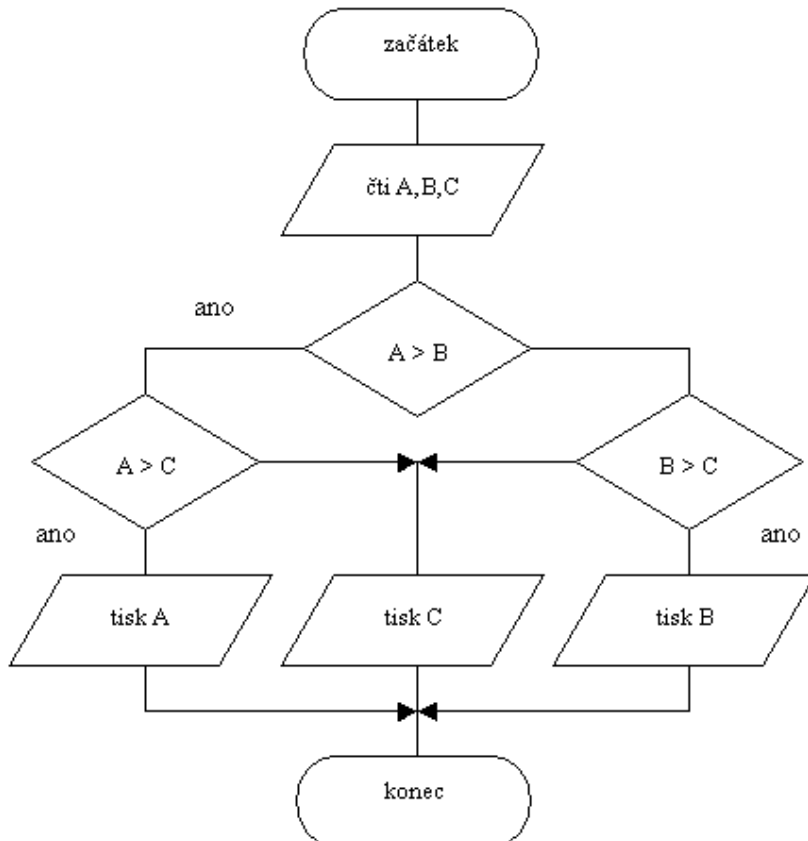 začátek
čti A,B,C
ano
A > B
A > C
B > C
ano
ano
tisk A
tisk C
tisk B
konec